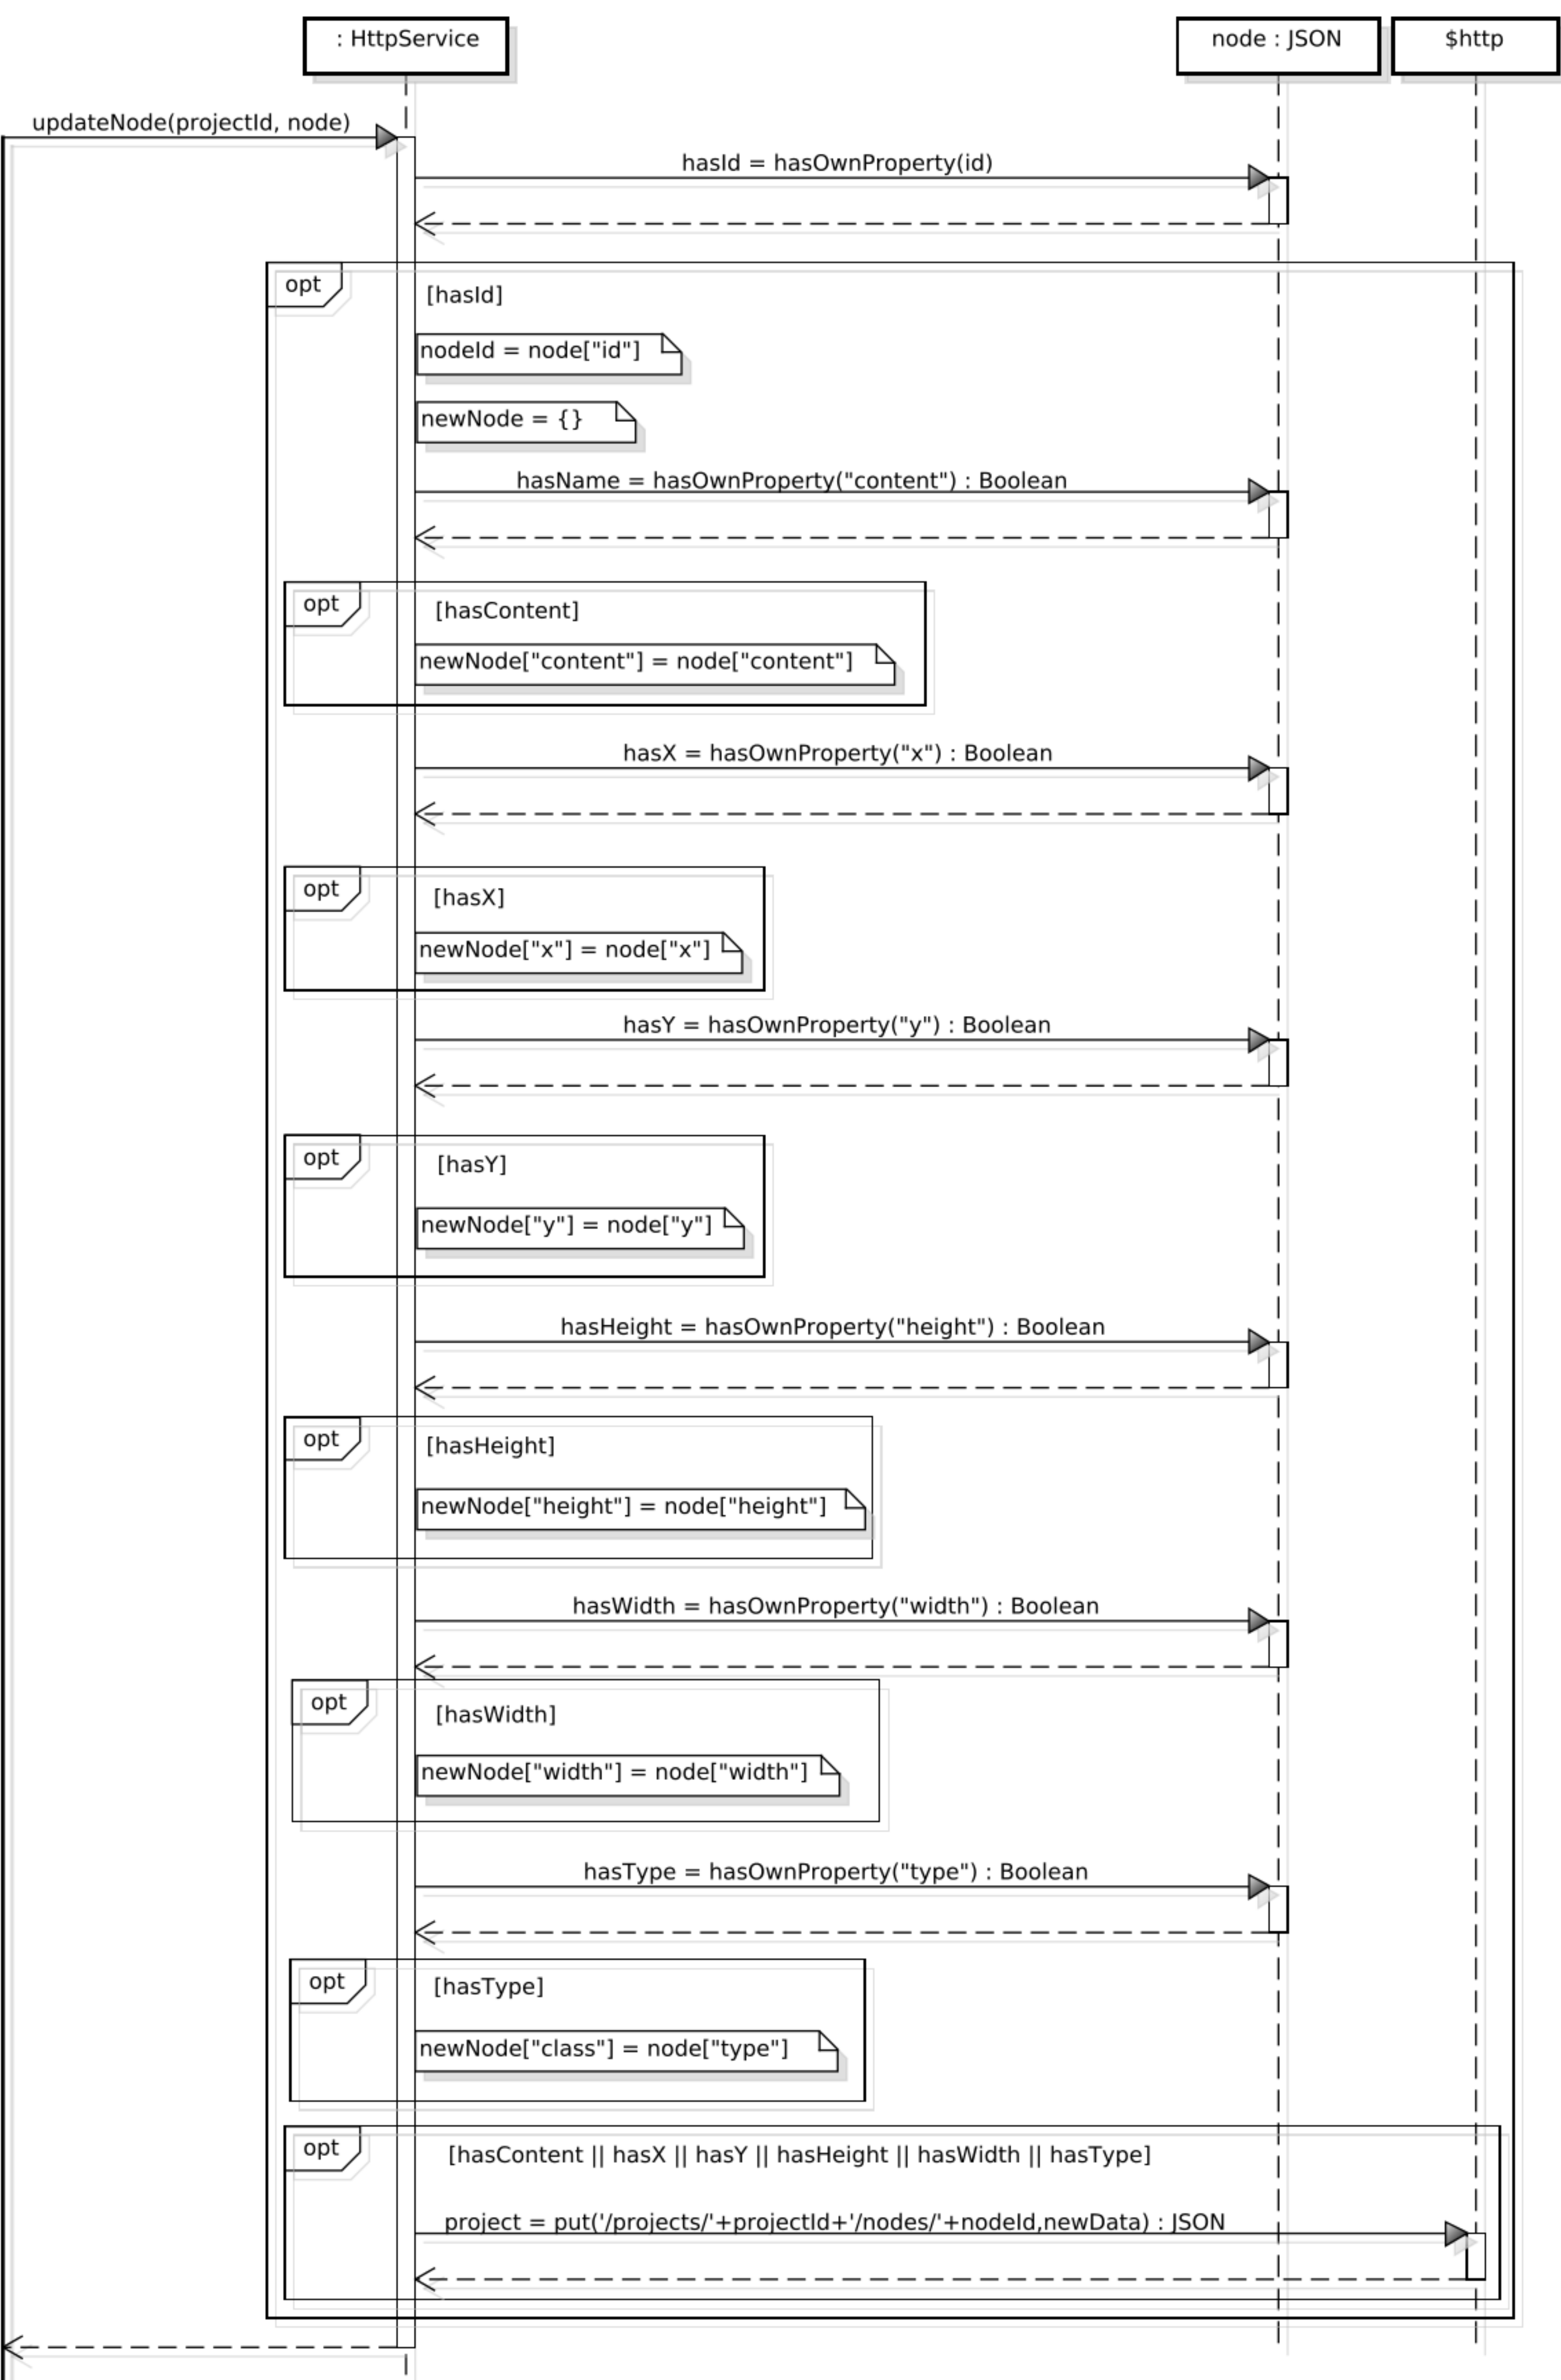 : HttpService
node : JSON
$http
updateNode(projectId, node)
hasId = hasOwnProperty(id)
opt
[hasId]
nodeId = node["id"]
newNode = {}
hasName = hasOwnProperty("content") : Boolean
opt
[hasContent]
newNode["content"] = node["content"]
hasX = hasOwnProperty("x") : Boolean
opt
[hasX]
newNode["x"] = node["x"]
hasY = hasOwnProperty("y") : Boolean
opt
[hasY]
newNode["y"] = node["y"]
hasHeight = hasOwnProperty("height") : Boolean
opt
[hasHeight]
newNode["height"] = node["height"]
hasWidth = hasOwnProperty("width") : Boolean
opt
[hasWidth]
newNode["width"] = node["width"]
hasType = hasOwnProperty("type") : Boolean
opt
[hasType]
newNode["class"] = node["type"]
opt
[hasContent || hasX || hasY || hasHeight || hasWidth || hasType]
project = put('/projects/'+projectId+'/nodes/'+nodeId,newData) : JSON